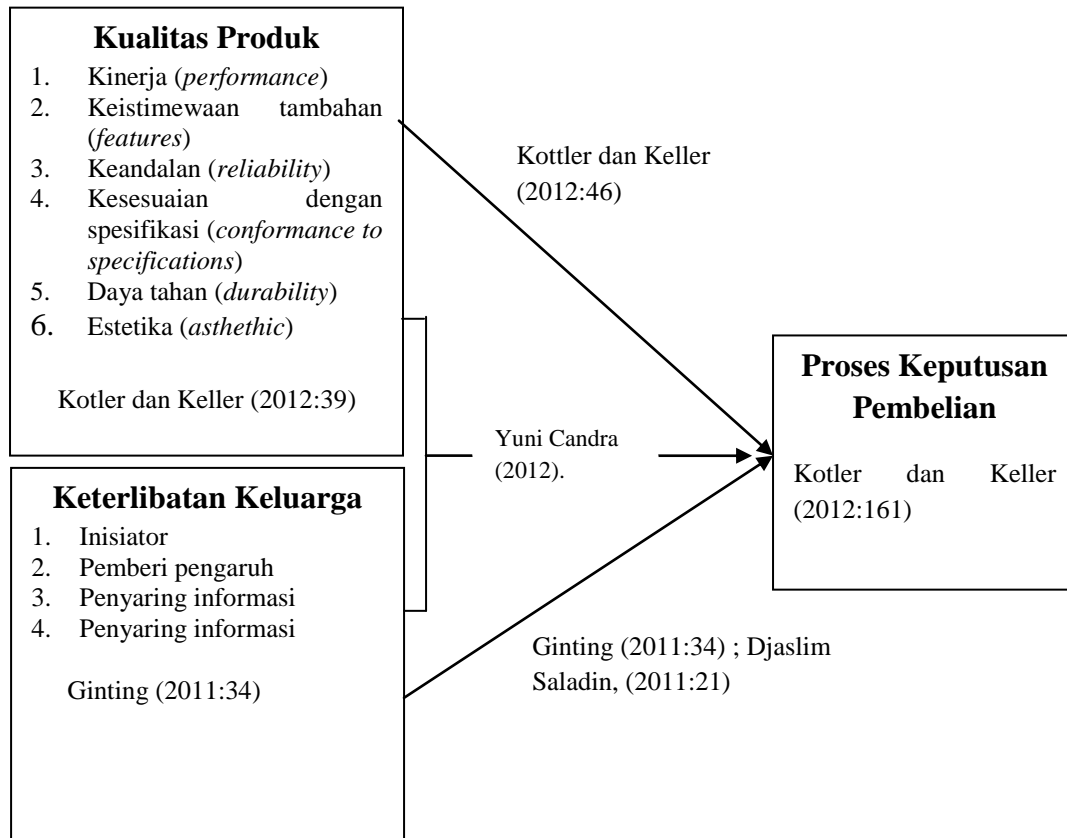 Kualitas Produk
1. Kinerja (performance)
2. Keistimewaan tambahan
(features)
3. Keandalan (reliability)
4. Kesesuaian dengan
spesifikasi (conformance to
specifications)
5. Daya tahan (durability)
6. Estetika (asthethic)
Kotler dan Keller (2012:39)
Keterlibatan Keluarga
1. Inisiator
2. Pemberi pengaruh
3. Penyaring informasi
4. Penyaring informasi
Ginting (2011:34)
Kottler dan Keller
(2012:46)
Yuni Candra
(2012).
Ginting (2011:34) ; Djaslim
Saladin, (2011:21)
Proses Keputusan
Pembelian
Kotler dan Keller
(2012:161)